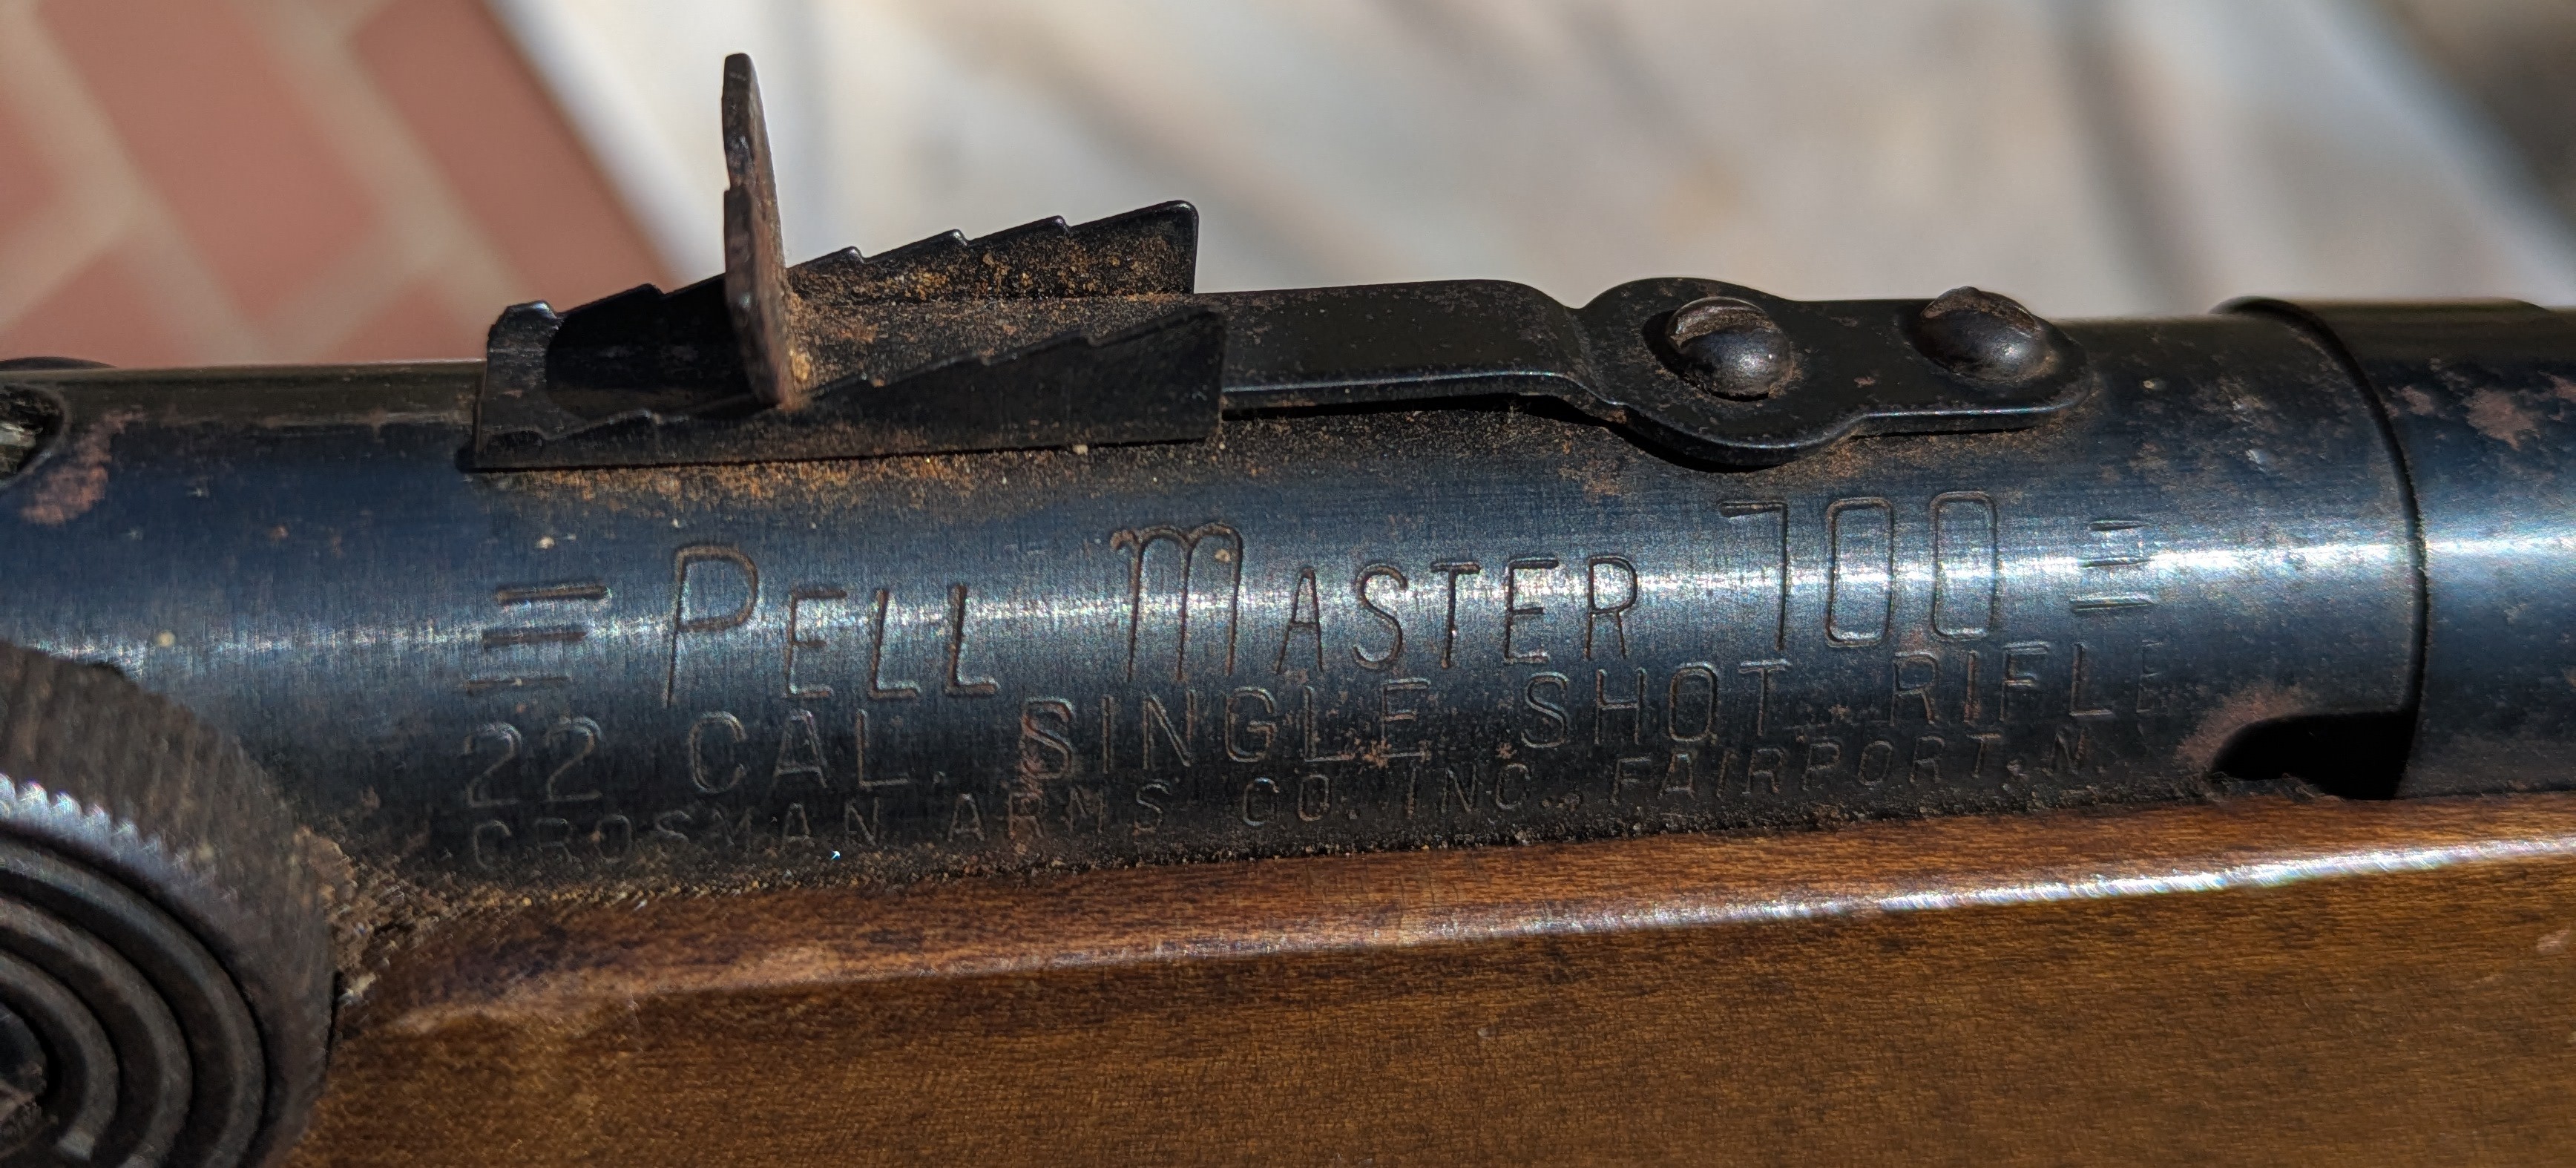 PELL MASTER 700
22 CAL. SINGLE SHOT RIFLE
CROSMAN ARMS CO. INC. FAIRPORT, N.